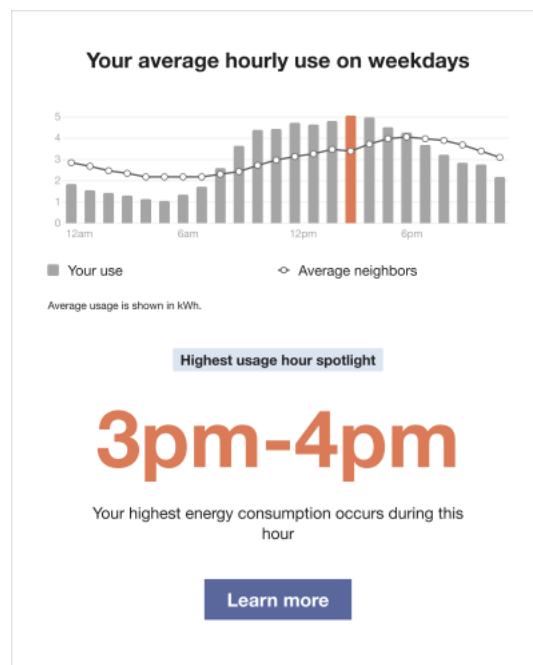 Your average hourly use on weekdays
5
4
3
2
1
0
12am 6am 12pm 6pm
Your use Average neighbors
Average usage is shown in kWh.
Highest usage hour spotlight
3pm-4pm
Your highest energy consumption occurs during this
hour
Learn more